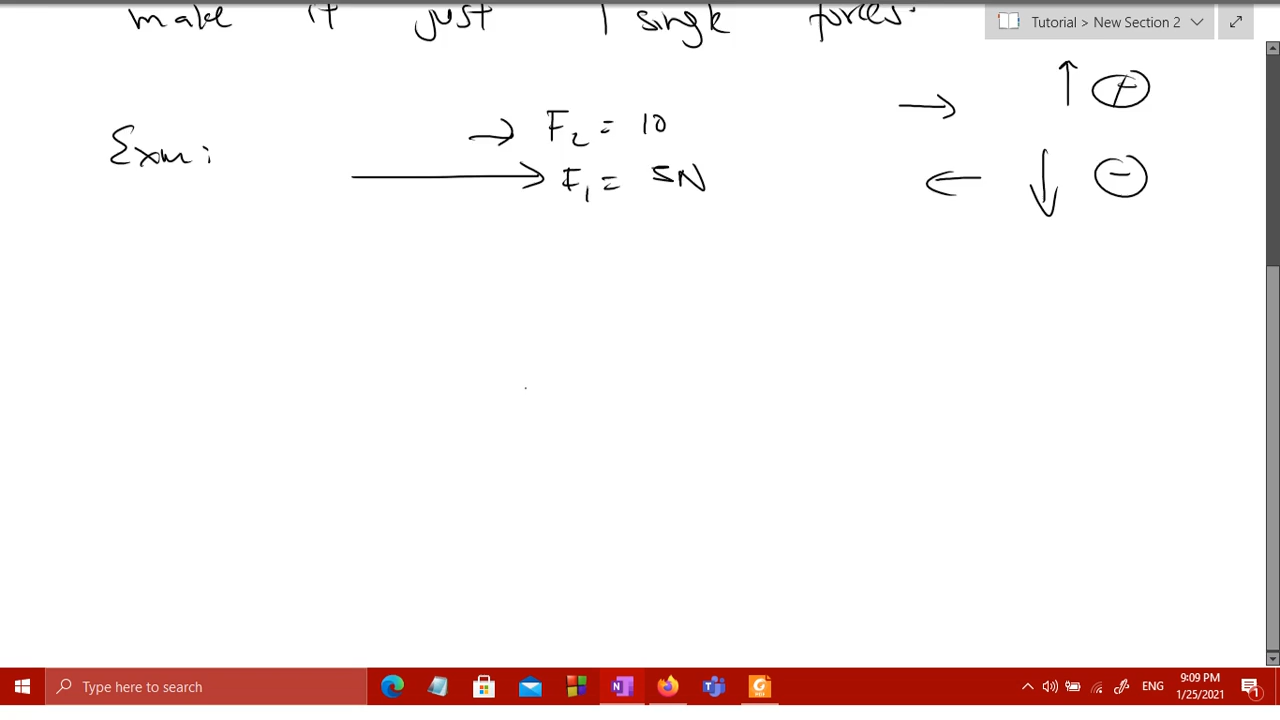 make it just 1 single forces.
Tutorial > New Section 2
↑ ⊕
→ F₂ = 10 →
Exm:
→ F₁ = 5N ← ↓ ⊖
Type here to search
ENG
9:09 PM
1/25/2021
1